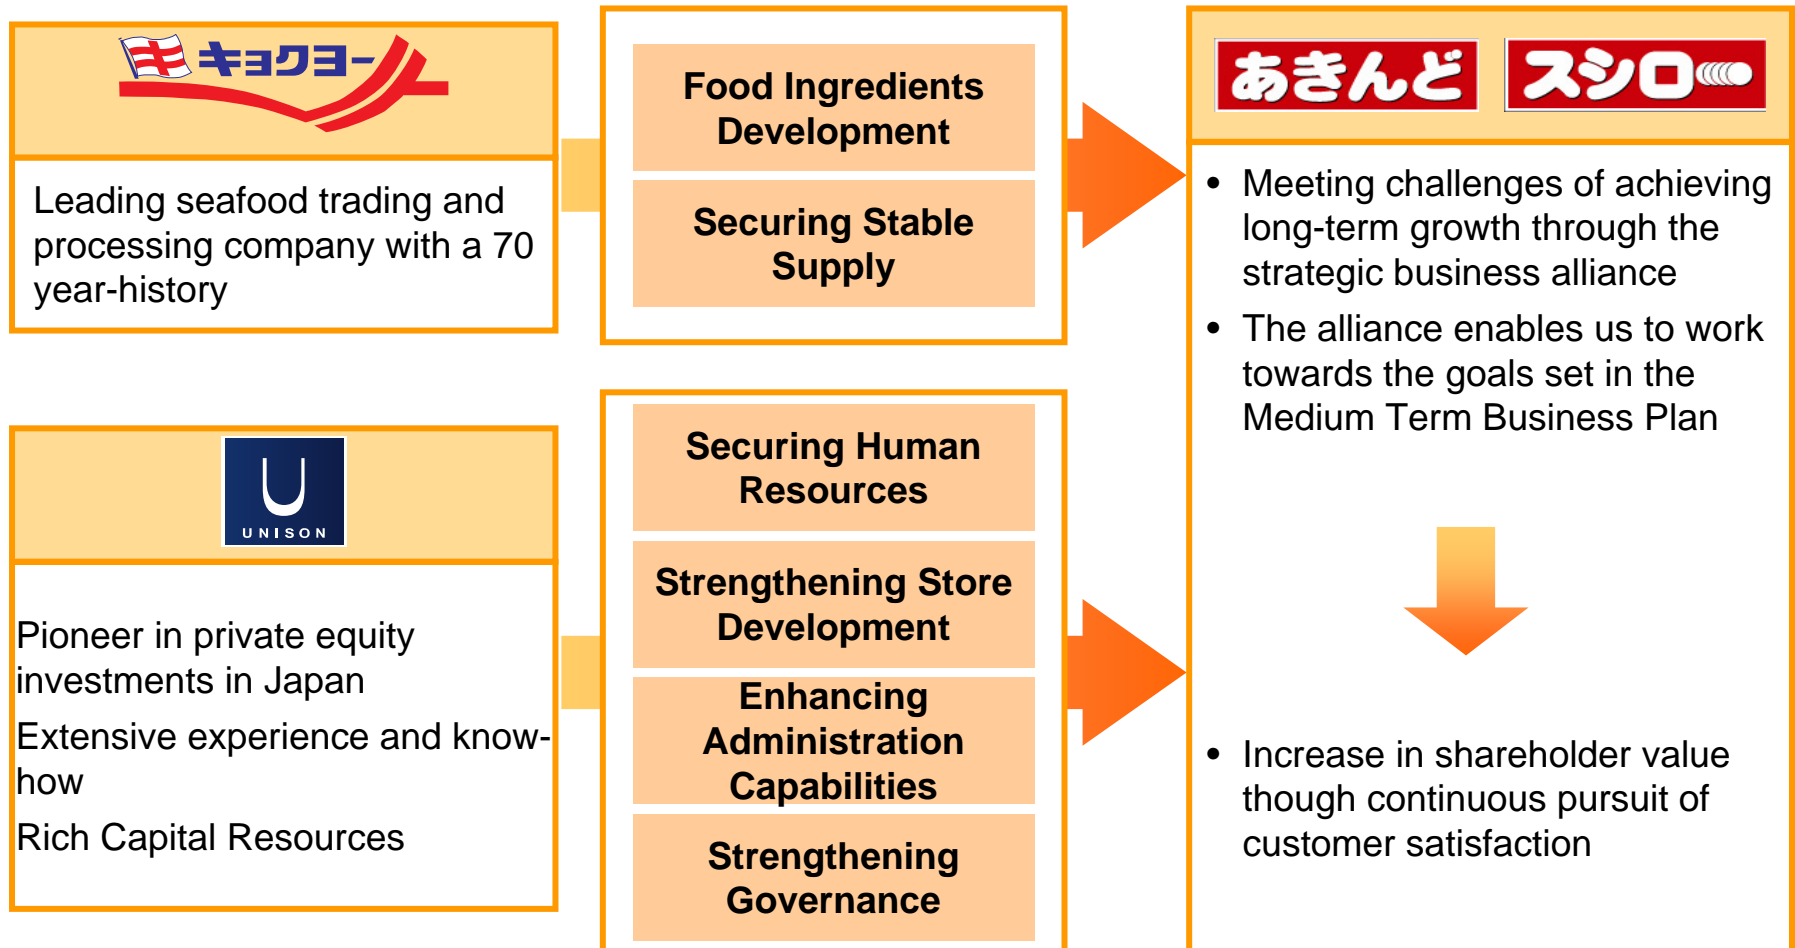 キョクヨー
Leading seafood trading and
processing company with a 70
year-history
Food Ingredients
Development
Securing Stable
Supply
UNISON
Pioneer in private equity
investments in Japan
Extensive experience and know-
how
Rich Capital Resources
Securing Human
Resources
Strengthening Store
Development
Enhancing
Administration
Capabilities
Strengthening
Governance
あきんど スシロー
• Meeting challenges of achieving
long-term growth through the
strategic business alliance
• The alliance enables us to work
towards the goals set in the
Medium Term Business Plan
• Increase in shareholder value
though continuous pursuit of
customer satisfaction